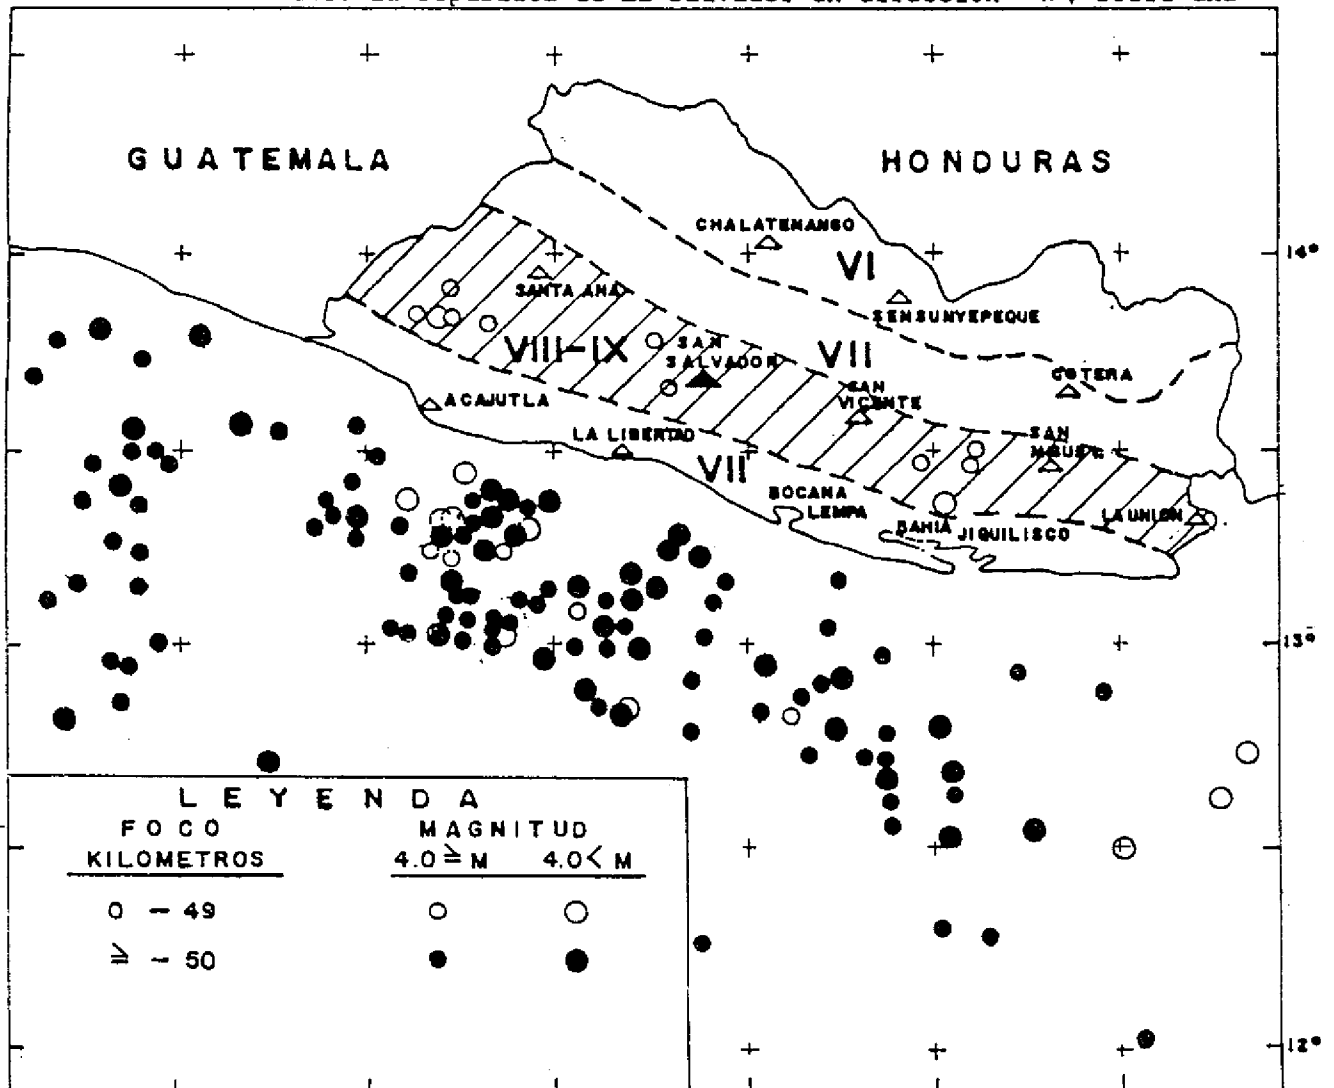 GUATEMALA
HONDURAS
CHALATENANGO
14°
VI
SANTA ANA
SENSUNYEPEQUE
VIII-IX
SAN
SALVADOR
VII
COTERA
SAN
VICENTE
ACAJUTLA
LA LIBERTAD
SAN
VII
BOCANA
LEMPA
LA UNION
BAHIA JIQUILISCO
13°
LEYENDA
FOCO
KILOMETROS
MAGNITUD
4.0 ≧ M 4.0 < M
0 - 49
≧ - 50
12°